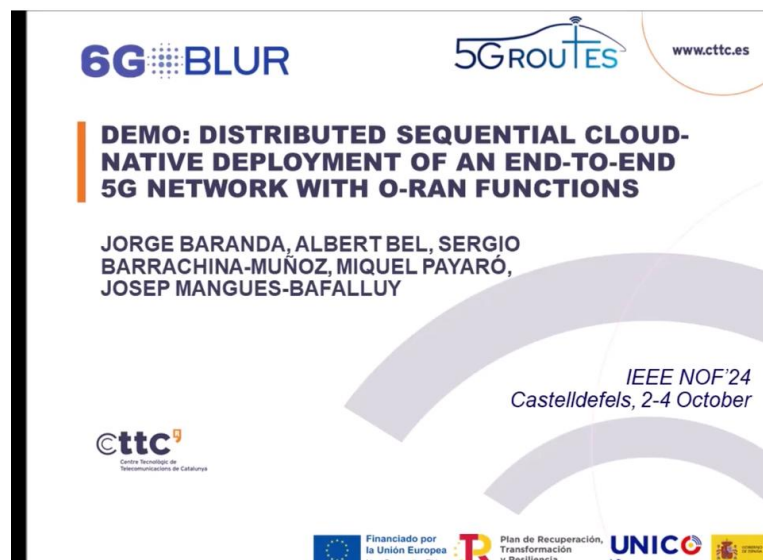 6G BLUR
5GROUTES
www.cttc.es
DEMO: DISTRIBUTED SEQUENTIAL CLOUD-
NATIVE DEPLOYMENT OF AN END-TO-END
5G NETWORK WITH O-RAN FUNCTIONS
JORGE BARANDA, ALBERT BEL, SERGIO
BARRACHINA-MUÑOZ, MIQUEL PAYARÓ,
JOSEP MANGUES-BAFALLUY
IEEE NOF'24
Castelldefels, 2-4 October
cttc
Centre Tecnològic de
Telecomunicacions de Catalunya
Financiado por
la Unión Europea
Plan de Recuperación,
Transformación
y Resiliencia
UNICO